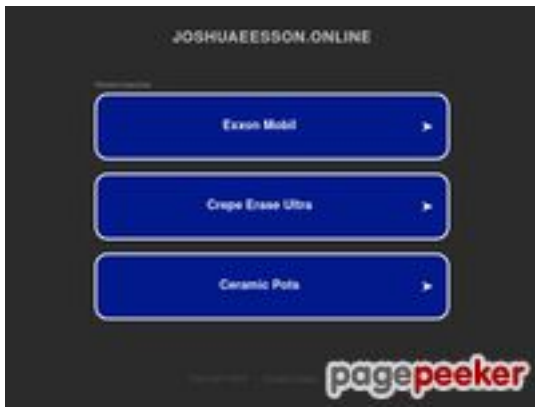 JOSHUAEESSON.ONLINE
Exxon Mobil
Crepe Erase Ultra
Ceramic Pots
pagepeeker